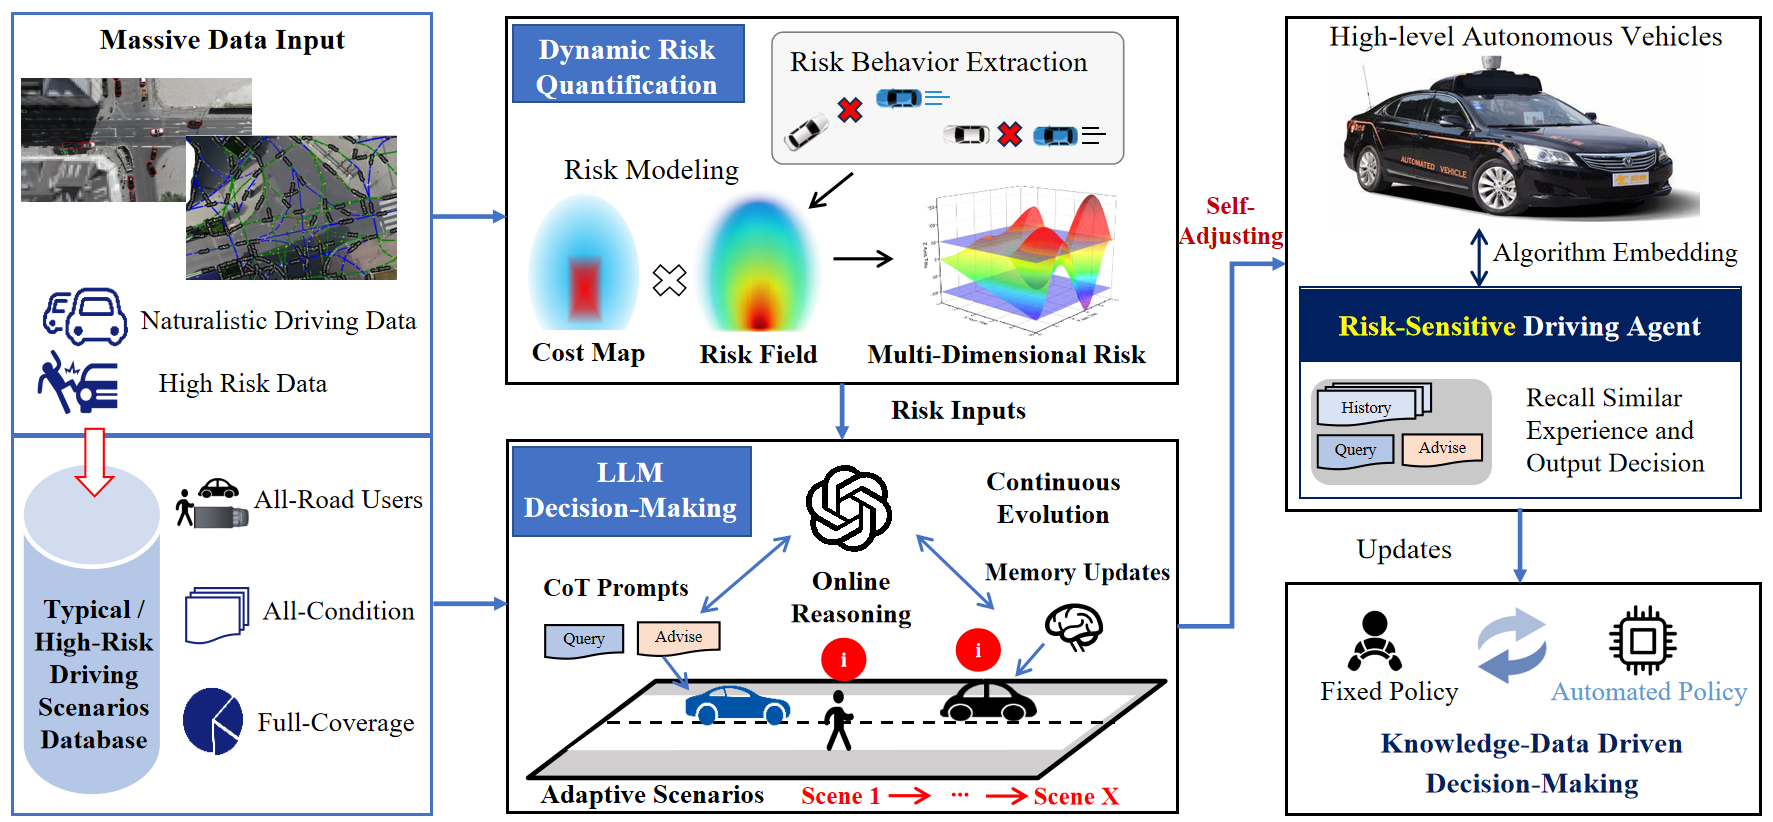 Massive Data Input
Naturalistic Driving Data
High Risk Data
Typical /
High-Risk
Driving
Scenarios
Database
All-Road Users
All-Condition
Full-Coverage
Dynamic Risk
Quantification
Risk Behavior Extraction
Risk Modeling
Cost Map
Risk Field
Multi-Dimensional Risk
Risk Inputs
LLM
Decision-Making
Continuous
Evolution
CoT Prompts
Query
Advise
Online
Reasoning
Memory Updates
i
i
Adaptive Scenarios
Scene 1
...
Scene X
Self-
Adjusting
High-level Autonomous Vehicles
AUTOMATED VEHICLE
Algorithm Embedding
Risk-Sensitive Driving Agent
History
Query
Advise
Recall Similar
Experience and
Output Decision
Updates
Fixed Policy
Automated Policy
Knowledge-Data Driven
Decision-Making